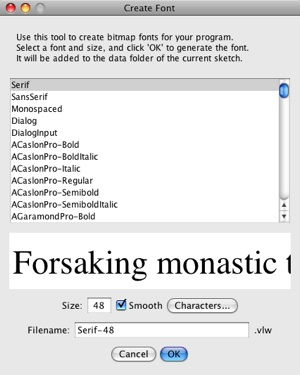 Create Font
Use this tool to create bitmap fonts for your program.
Select a font and size, and click 'OK' to generate the font.
It will be added to the data folder of the current sketch.
Serif
SansSerif
Monospaced
Dialog
DialogInput
ACaslonPro-Bold
ACaslonPro-BoldItalic
ACaslonPro-Italic
ACaslonPro-Regular
ACaslonPro-Semibold
ACaslonPro-SemiboldItalic
AGaramondPro-Bold
Forsaking monastic t
Size: 48 Smooth Characters...
Filename: Serif-48 .vlw
Cancel OK